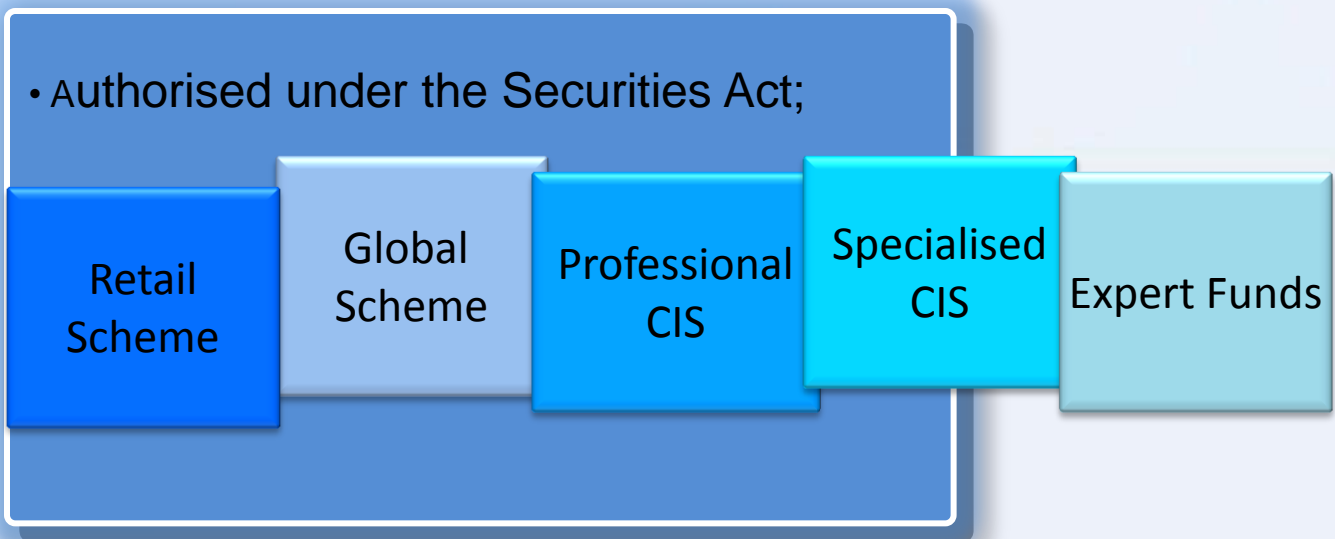 • Authorised under the Securities Act;
Retail
Scheme
Global
Scheme
Professional
CIS
Specialised
CIS
Expert Funds